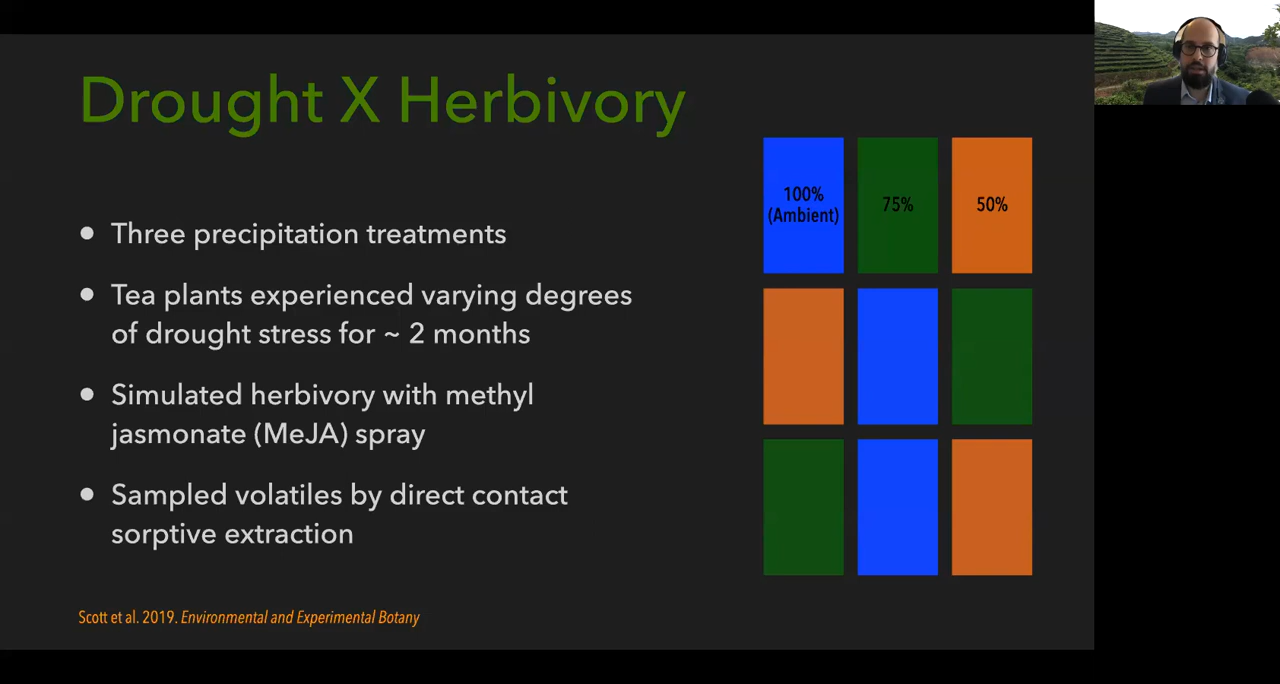 Drought X Herbivory
• Three precipitation treatments
• Tea plants experienced varying degrees
of drought stress for ~ 2 months
• Simulated herbivory with methyl
jasmonate (MeJA) spray
• Sampled volatiles by direct contact
sorptive extraction
100%
(Ambient)
75%
50%
Scott et al. 2019. Environmental and Experimental Botany